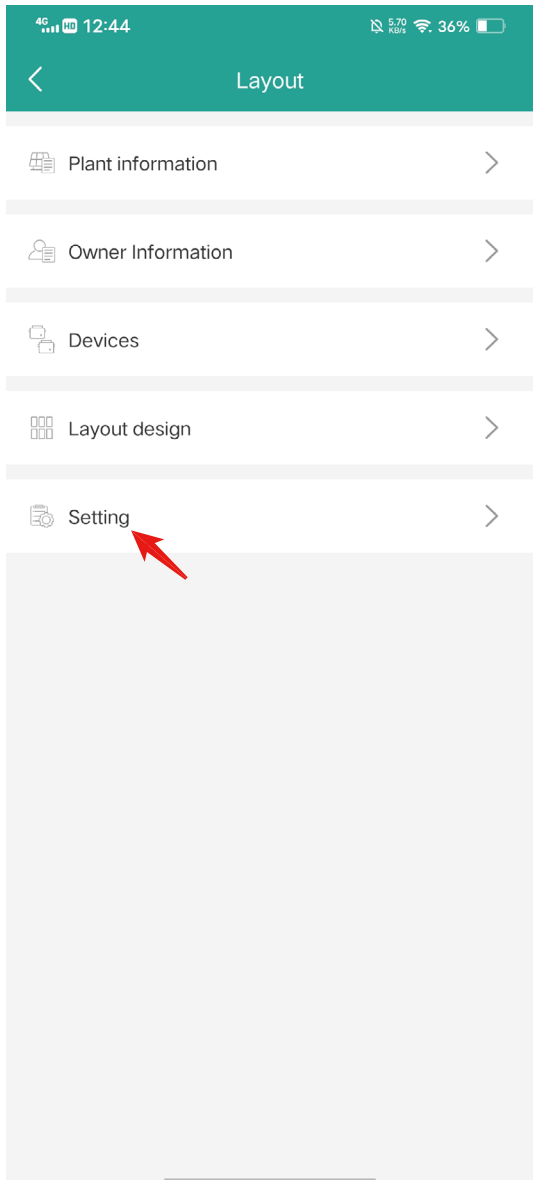 4G HD 12:44 5.70 KB/s 36%
Layout
Plant information
Owner Information
Devices
Layout design
Setting